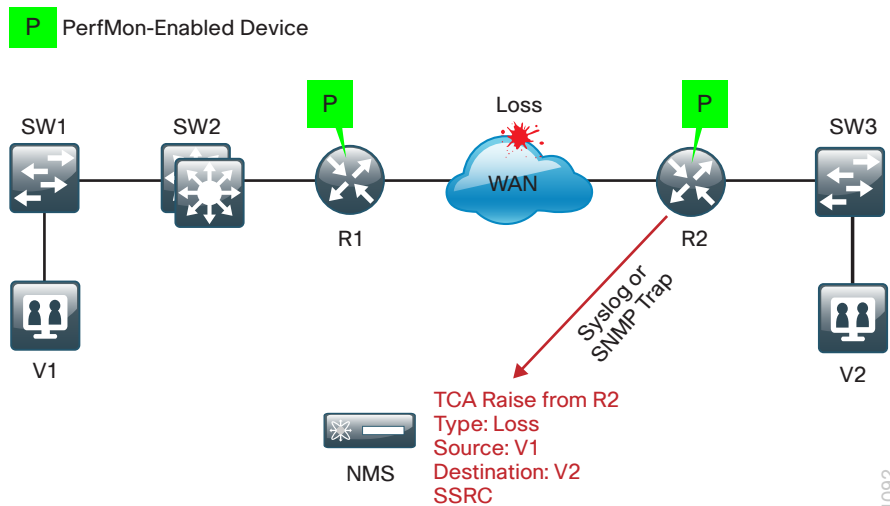 P PerfMon-Enabled Device
P
Loss
P
SW1
SW2
SW3
WAN
R1
R2
Syslog or
SNMP Trap
V1
V2
TCA Raise from R2
Type: Loss
Source: V1
Destination: V2
SSRC
NMS